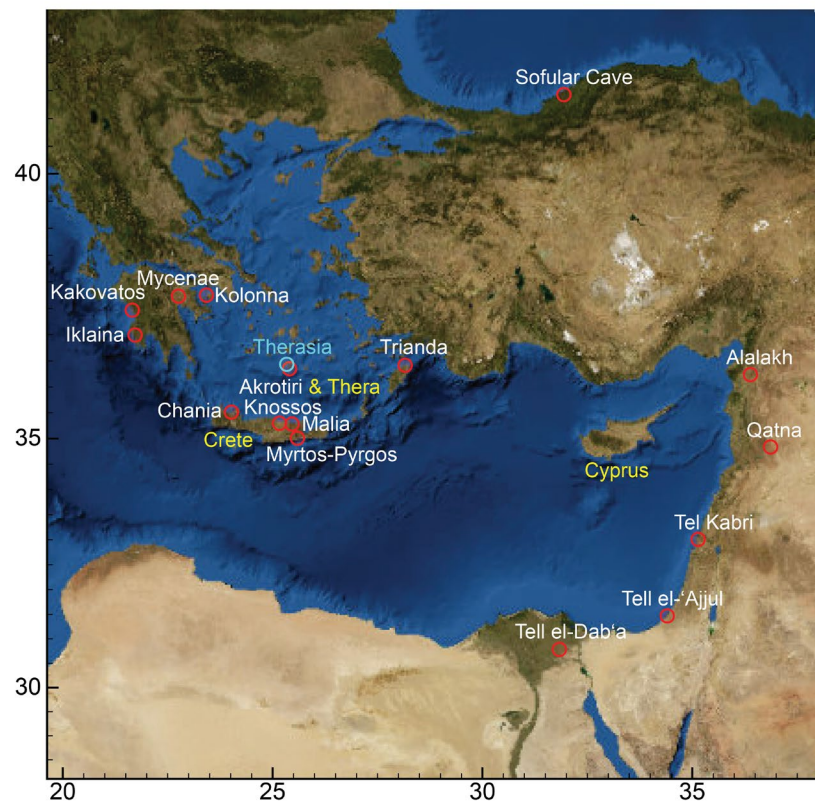 Sofular Cave
40
Mycenae
Kakovatos
Kolonna
Iklaina
Therasia
Trianda
Alalakh
Akrotiri & Thera
Chania
Knossos
Malia
Crete
35
Qatna
Myrtos-Pyrgos
Cyprus
Tel Kabri
Tell el-‘Ajjul
Tell el-Dab‘a
30
20 25 30 35